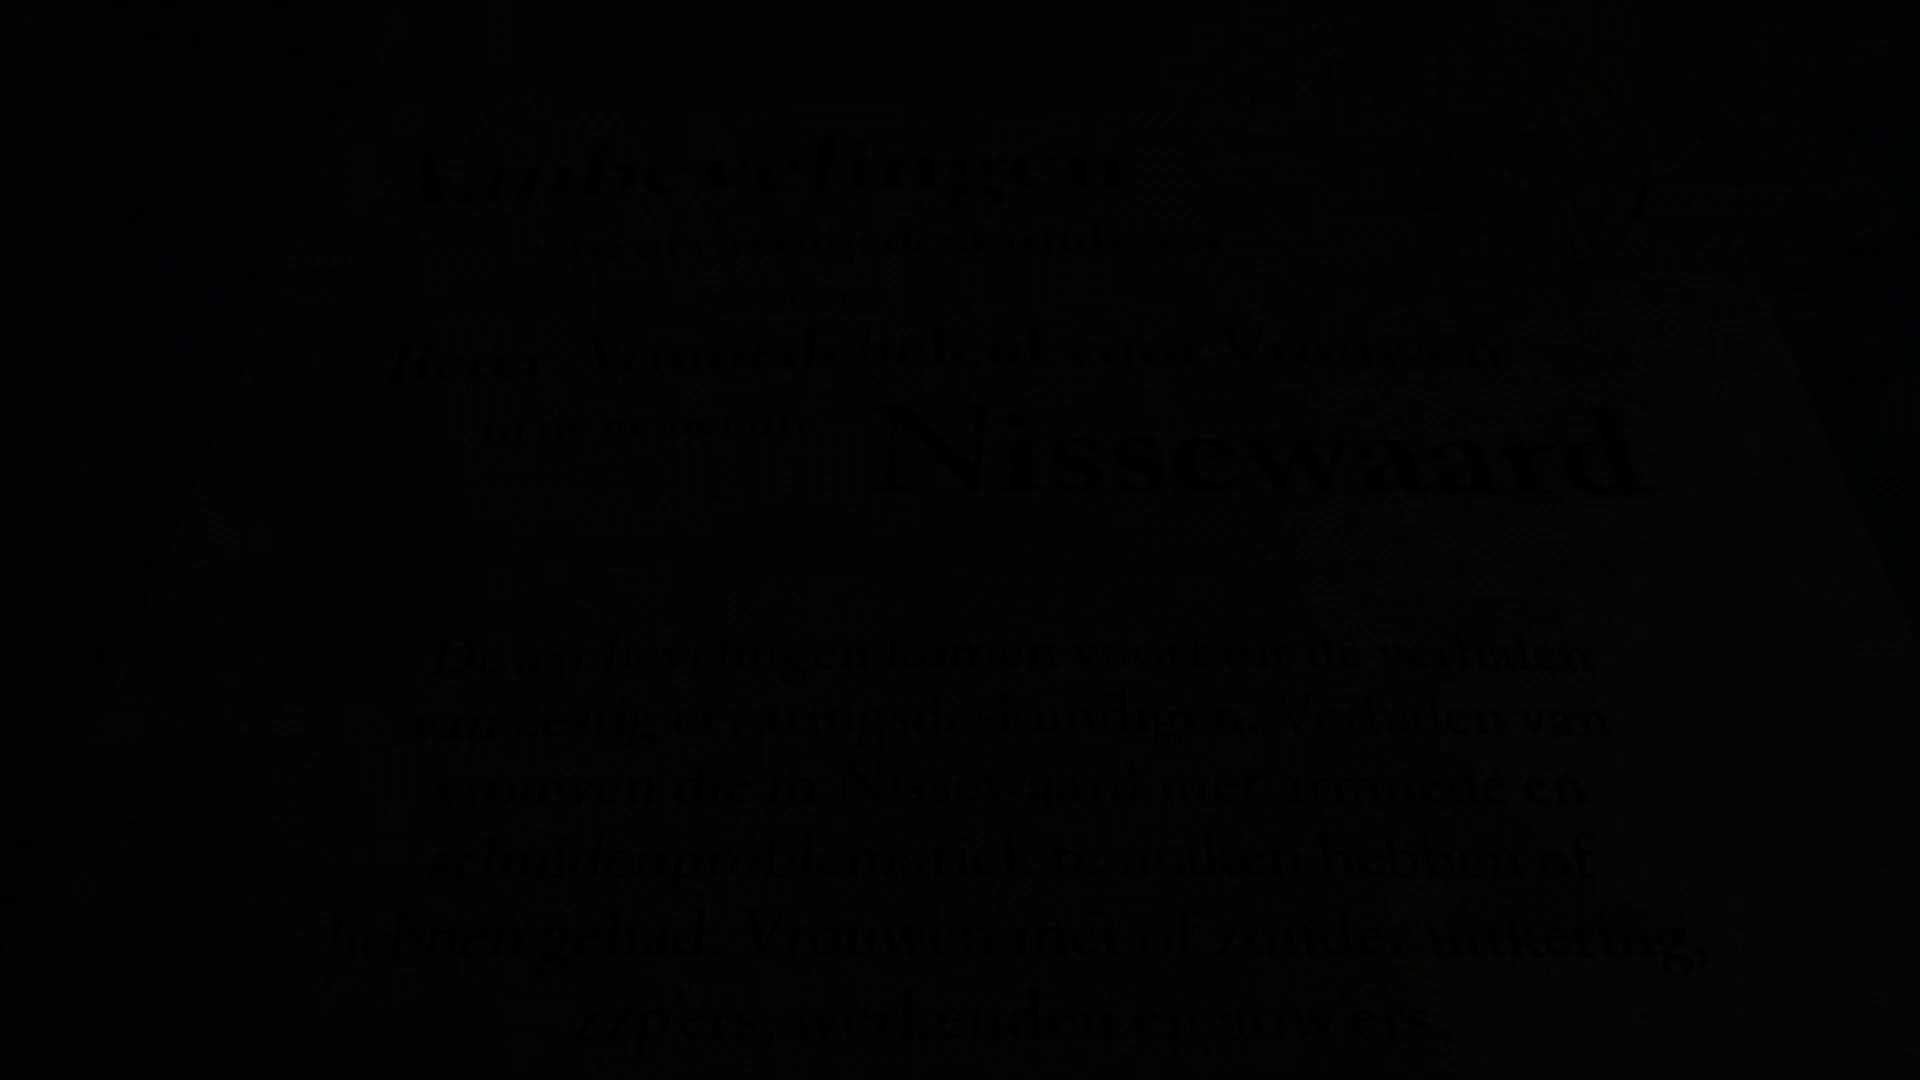 Aanbevelingen
van ervaringsdeskundigen
voor een
Beter Armoedebeleid voor Vrouwen
in de gemeente Nissewaard
De aanbevelingen komen voort uit de verhalen
van zestig ervaringsdeskundigen. Verhalen van
vrouwen die in Nissewaard met armoede en
schuldenproblematiek te maken hebben of
hebben gehad. Vrouwen met of zonder uitkering,
zzp'ers, werkenden en aow'ers.